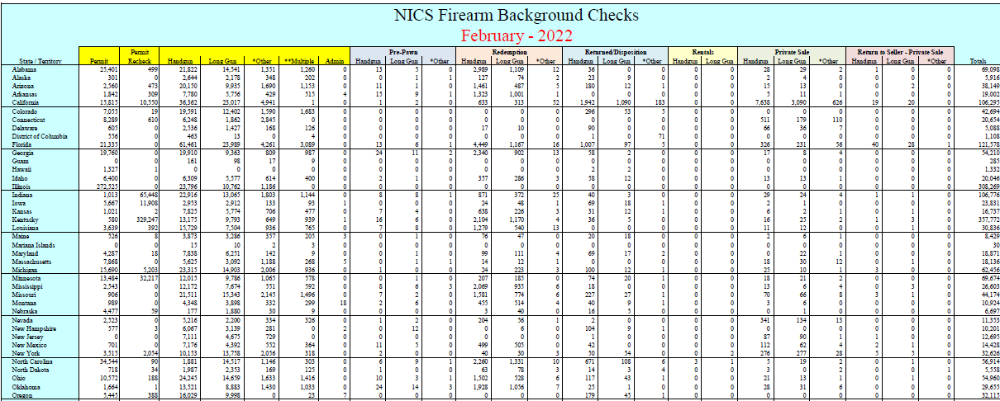 NICS Firearm Background Checks
February - 2022
Permit Pre-Pawn Redemption Returned/Disposition Rentals Private Sale Return to Seller - Private Sale
State / Territory Permit Recheck Handgun Long Gun *Other **Multiple Admin Handgun Long Gun *Other Handgun Long Gun *Other Handgun Long Gun *Other Handgun Long Gun Handgun Long Gun *Other Handgun Long Gun *Other Totals
Alabama 25,401 499 21,822 14,541 1,351 1,260 0 13 5 0 2,989 1,109 12 36 0 0 0 0 28 29 2 1 0 0 69,098
Alaska 301 0 2,644 2,178 348 202 0 0 1 0 127 74 2 23 9 1 0 0 2 4 0 0 0 0 5,916
Arizona 2,560 473 20,150 9,935 1,690 1,153 0 11 1 0 1,461 487 5 180 12 1 0 0 15 13 0 0 2 0 38,149
Arkansas 1,842 309 7,780 5,756 429 515 4 15 9 1 1,323 1,001 1 0 0 0 0 0 5 11 1 0 0 0 19,002
California 15,815 10,550 36,362 23,017 4,941 1 0 1 2 0 633 313 52 1,942 1,090 183 0 0 7,638 3,090 626 19 20 0 106,295
Colorado 7,055 19 19,591 12,402 1,590 1,683 0 0 0 0 0 0 0 296 53 5 0 0 0 0 0 0 0 0 42,694
Connecticut 8,289 610 6,248 1,862 2,845 0 0 0 0 0 0 0 0 0 0 0 0 0 511 179 110 0 0 0 20,654
Delaware 605 0 2,536 1,427 168 126 0 0 0 0 17 10 0 90 0 0 0 0 66 36 7 0 0 0 5,088
District of Columbia 556 0 463 13 0 4 0 0 0 0 0 0 0 1 0 71 0 0 0 0 0 0 0 0 1,108
Florida 21,335 0 61,461 23,989 4,261 3,089 0 13 6 1 4,449 1,167 16 1,007 97 5 0 0 326 231 56 40 28 1 121,578
Georgia 19,760 0 19,910 9,363 809 987 0 24 11 2 2,340 902 13 58 2 0 0 0 17 8 4 0 0 0 54,210
Guam 0 0 161 98 17 9 0 0 0 0 0 0 0 0 0 0 0 0 0 0 0 0 0 0 285
Hawaii 1,327 1 0 0 0 0 0 0 0 0 0 0 0 2 2 0 0 0 0 0 0 0 0 0 1,332
Idaho 6,400 0 6,309 5,577 614 400 0 2 1 0 357 286 3 58 12 0 0 0 13 13 1 0 0 0 20,046
Illinois 272,525 0 23,796 10,762 1,186 0 0 0 0 0 0 0 0 0 0 0 0 0 0 0 0 0 0 0 308,269
Indiana 1,013 65,448 22,916 13,065 1,803 1,144 0 8 8 1 871 372 25 40 3 0 0 0 29 24 4 1 1 0 106,776
Iowa 5,667 11,908 2,953 2,912 133 93 1 0 0 0 24 48 1 69 18 1 0 0 2 1 0 0 0 0 23,831
Kansas 1,021 2 7,825 5,774 706 477 0 7 4 0 638 226 3 31 12 1 0 0 6 2 1 0 1 0 16,737
Kentucky 580 329,247 13,175 9,793 649 939 1 16 6 0 2,104 1,170 4 36 5 0 0 0 16 25 2 1 3 0 357,772
Louisiana 3,639 392 15,729 7,504 936 765 0 7 8 0 1,279 540 13 0 0 0 0 0 11 12 0 0 1 0 30,836
Maine 526 8 3,873 3,286 357 205 3 0 1 0 76 47 0 20 18 0 0 0 2 6 1 0 0 0 8,429
Mariana Islands 0 0 15 10 2 3 0 0 0 0 0 0 0 0 0 0 0 0 0 0 0 0 0 0 30
Maryland 4,287 18 7,838 6,251 142 9 0 0 1 0 99 111 4 69 17 2 0 0 0 22 1 0 0 0 18,871
Massachusetts 7,868 0 5,625 3,092 1,188 268 5 0 1 1 14 12 1 0 0 0 0 0 18 30 12 0 1 0 18,136
Michigan 15,690 5,203 23,315 14,903 2,006 936 0 1 0 0 24 223 3 100 12 1 0 0 25 10 1 3 0 0 62,456
Minnesota 13,484 32,217 12,015 9,786 1,065 578 0 0 1 0 207 185 0 74 20 1 0 0 18 21 2 0 0 0 69,674
Mississippi 2,543 0 12,172 7,674 551 592 0 8 6 3 2,069 935 6 18 0 0 0 0 13 6 4 0 3 0 26,603
Missouri 906 0 21,511 15,343 2,145 1,496 0 7 2 0 1,581 774 6 227 27 1 0 0 70 66 8 3 1 0 44,174
Montana 989 0 4,348 3,898 332 299 18 2 6 0 455 514 4 40 9 1 0 0 3 6 0 0 0 0 10,924
Nebraska 4,477 59 177 1,880 30 9 0 0 0 0 3 40 0 16 5 0 0 0 0 1 0 0 0 0 6,697
Nevada 2,523 0 5,216 2,200 334 326 0 1 2 0 204 56 1 2 0 0 0 0 341 134 13 0 0 0 11,353
New Hampshire 577 3 6,067 3,139 281 0 2 0 12 0 0 6 0 104 9 1 0 0 0 0 0 0 0 0 10,201
New Jersey 0 0 7,111 4,675 729 0 0 0 0 0 0 0 0 1 0 0 0 0 87 90 1 1 0 0 12,695
New Mexico 701 0 7,176 4,392 552 364 0 11 5 0 499 505 0 42 0 0 0 0 112 62 4 2 1 0 14,428
New York 3,515 2,054 10,153 13,758 2,056 318 0 2 0 0 40 30 3 50 54 0 0 2 276 277 28 5 5 0 32,626
North Carolina 34,544 90 1,881 14,517 1,146 303 0 6 9 1 2,260 1,331 10 671 108 6 3 1 5 19 2 0 1 0 56,914
North Dakota 718 34 1,987 2,353 169 125 0 1 0 0 63 78 3 14 3 4 0 0 3 0 2 0 0 1 5,558
Ohio 10,572 188 24,245 14,659 1,633 1,416 0 10 3 1 1,502 528 6 117 43 1 0 0 21 13 1 0 1 0 54,960
Oklahoma 1,664 1 13,521 8,883 1,430 1,033 0 24 14 3 1,928 1,056 7 25 1 0 0 0 28 31 6 0 0 0 29,655
Oregon 5,445 388 16,029 9,998 0 23 7 0 0 0 0 0 0 179 45 1 0 0 0 0 0 0 0 0 32,115